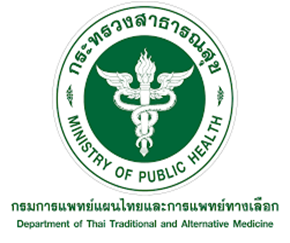 กระทรวงสาธารณสุข
MINISTRY OF PUBLIC HEALTH
กรมการแพทย์แผนไทยและการแพทย์ทางเลือก
Department of Thai Traditional and Alternative Medicine